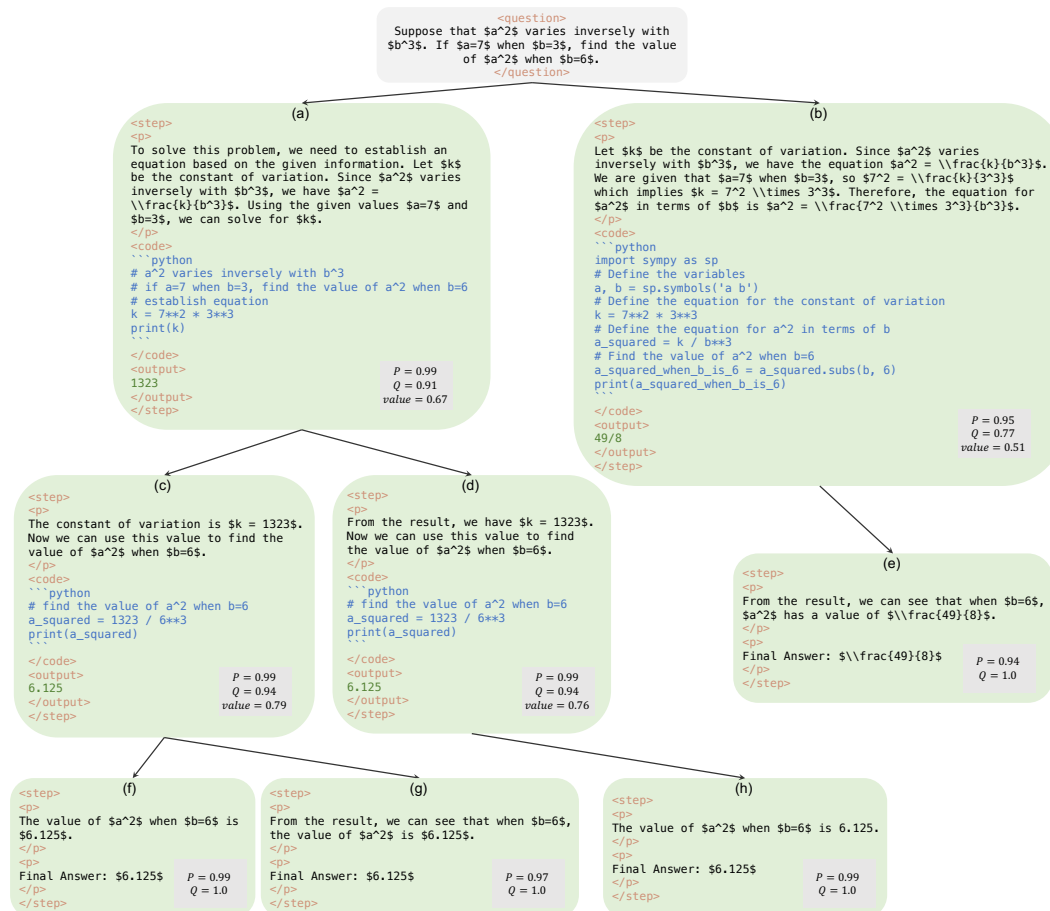 <question>
Suppose that $a^2$ varies inversely with
$b^3$. If $a=7$ when $b=3$, find the value
of $a^2$ when $b=6$.
</question>
(a)
<step>
<p>
To solve this problem, we need to establish an
equation based on the given information. Let $k$
be the constant of variation. Since $a^2$ varies
inversely with $b^3$, we have $a^2 =
\\frac{k}{b^3}$. Using the given values $a=7$ and
$b=3$, we can solve for $k$.
</p>
<code>
```python
# a^2 varies inversely with b^3
# if a=7 when b=3, find the value of a^2 when b=6
# establish equation
k = 7**2 * 3**3
print(k)
```
</code>
<output>
1323
</output>
</step>
P = 0.99
Q = 0.91
value = 0.67
(b)
<step>
<p>
Let $k$ be the constant of variation. Since $a^2$ varies
inversely with $b^3$, we have the equation $a^2 = \\frac{k}{b^3}$.
We are given that $a=7$ when $b=3$, so $7^2 = \\frac{k}{3^3}$
which implies $k = 7^2 \\times 3^3$. Therefore, the equation for
$a^2$ in terms of $b$ is $a^2 = \\frac{7^2 \\times 3^3}{b^3}$.
</p>
<code>
```python
import sympy as sp
# Define the variables
a, b = sp.symbols('a b')
# Define the equation for the constant of variation
k = 7**2 * 3**3
# Define the equation for a^2 in terms of b
a_squared = k / b**3
# Find the value of a^2 when b=6
a_squared_when_b_is_6 = a_squared.subs(b, 6)
print(a_squared_when_b_is_6)
```
</code>
<output>
49/8
</output>
</step>
P = 0.95
Q = 0.77
value = 0.51
(c)
<step>
<p>
The constant of variation is $k = 1323$.
Now we can use this value to find the
value of $a^2$ when $b=6$.
</p>
<code>
```python
# find the value of a^2 when b=6
a_squared = 1323 / 6**3
print(a_squared)
```
</code>
<output>
6.125
</output>
</step>
P = 0.99
Q = 0.94
value = 0.79
(d)
<step>
<p>
From the result, we have $k = 1323$.
Now we can use this value to find
the value of $a^2$ when $b=6$.
</p>
<code>
```python
# find the value of a^2 when b=6
a_squared = 1323 / 6**3
print(a_squared)
```
</code>
<output>
6.125
</output>
</step>
P = 0.99
Q = 0.94
value = 0.76
(e)
<step>
<p>
From the result, we can see that when $b=6$,
$a^2$ has a value of $\\frac{49}{8}$.
</p>
<p>
Final Answer: $\\frac{49}{8}$
</p>
</step>
P = 0.94
Q = 1.0
(f)
<step>
<p>
The value of $a^2$ when $b=6$ is
$6.125$.
</p>
<p>
Final Answer: $6.125$
</p>
</step>
P = 0.99
Q = 1.0
(g)
<step>
<p>
From the result, we can see that when $b=6$,
the value of $a^2$ is $6.125$.
</p>
<p>
Final Answer: $6.125$
</p>
</step>
P = 0.97
Q = 1.0
(h)
<step>
<p>
The value of $a^2$ when $b=6$ is 6.125.
</p>
<p>
Final Answer: $6.125$
</p>
</step>
P = 0.99
Q = 1.0